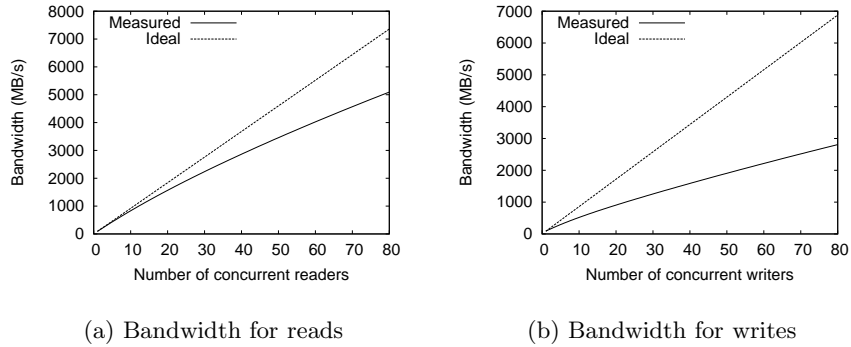 8000
7000
6000
5000
4000
3000
2000
1000
0
Bandwidth (MB/s)
Measured
Ideal
0 10 20 30 40 50 60 70 80
Number of concurrent readers
(a) Bandwidth for reads
7000
6000
5000
4000
3000
2000
1000
0
Bandwidth (MB/s)
Measured
Ideal
0 10 20 30 40 50 60 70 80
Number of concurrent writers
(b) Bandwidth for writes